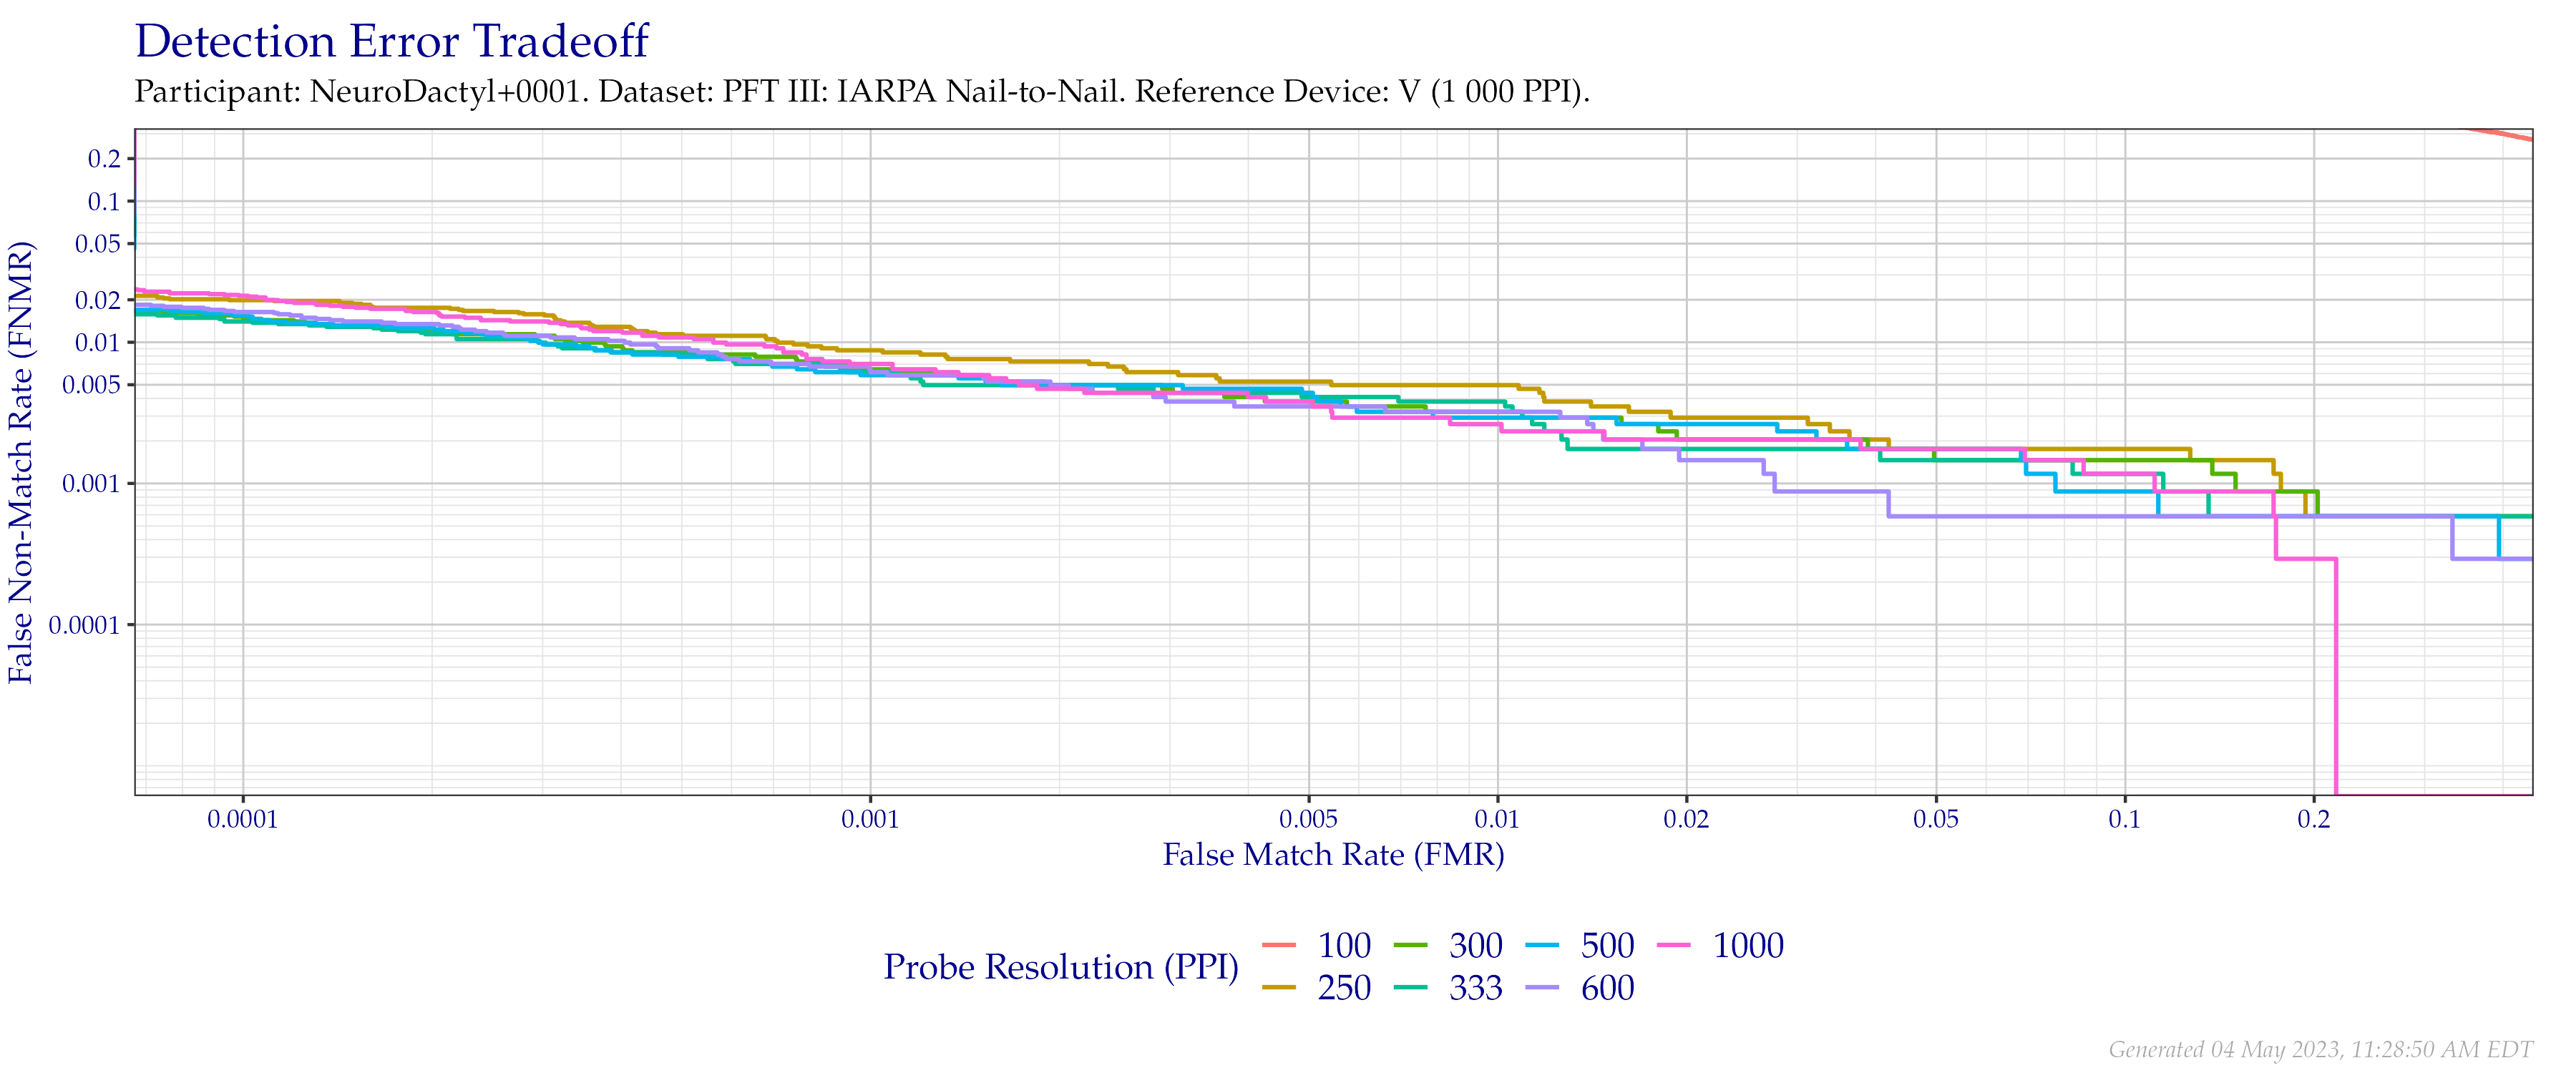 Detection Error Tradeoff
Participant: NeuroDactyl+0001. Dataset: PFT III: IARPA Nail-to-Nail. Reference Device: V (1 000 PPI).
False Non-Match Rate (FNMR)
0.2
0.1
0.05
0.02
0.01
0.005
0.001
0.0001
0.0001 0.001 0.005 0.01 0.02 0.05 0.1 0.2
False Match Rate (FMR)
Probe Resolution (PPI)
100 300 500 1000
250 333 600
Generated 04 May 2023, 11:28:50 AM EDT